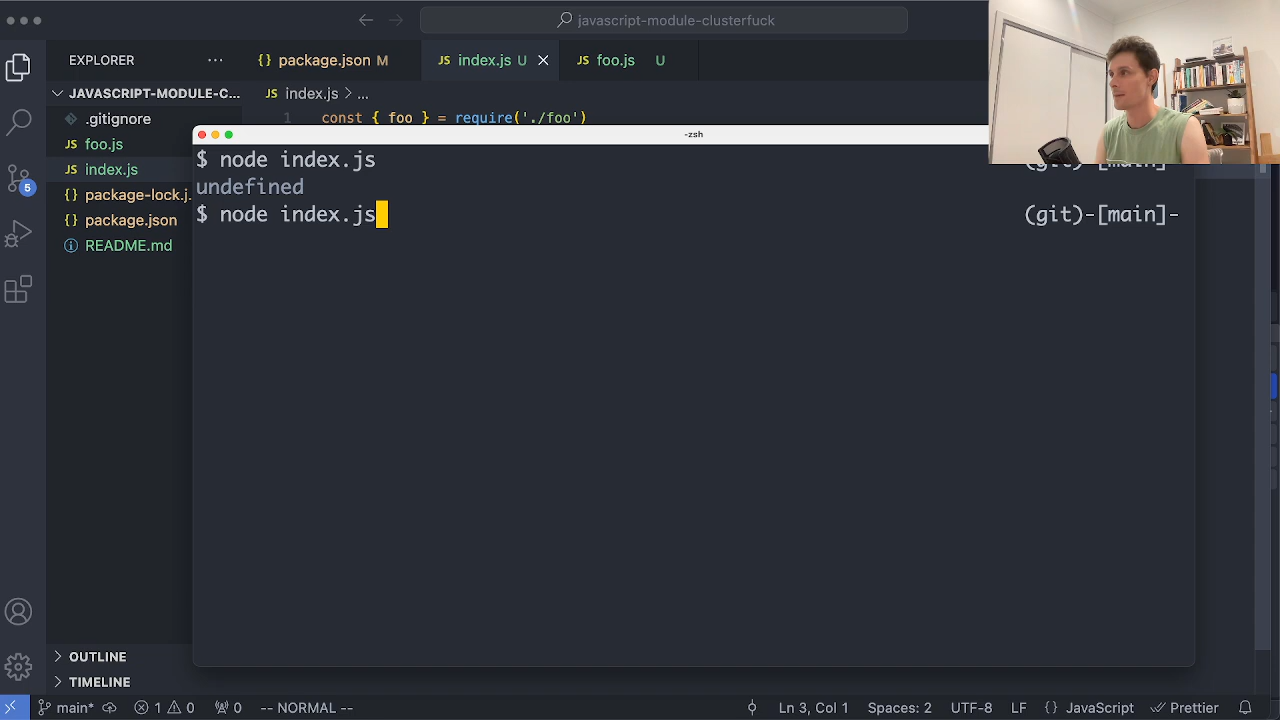 javascript-module-clusterfuck
EXPLORER
package.json M
JS index.js U
JS foo.js U
JAVASCRIPT-MODULE-C...
JS index.js > ...
.gitignore
1 const { foo } = require('./foo')
-zsh
JS foo.js
JS index.js
{} package-lock.j.
{} package.json
README.md
$ node index.js (git)-[main]-
undefined
$ node index.js (git)-[main]-
5
OUTLINE
TIMELINE
main* 1 0 0 -- NORMAL -- Ln 3, Col 1 Spaces: 2 UTF-8 LF {} JavaScript Prettier